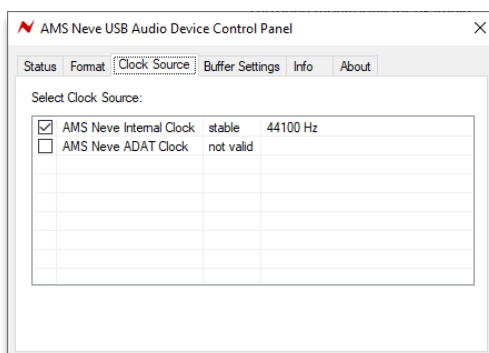 AMS Neve USB Audio Device Control Panel
Status Format Clock Source Buffer Settings Info About
Select Clock Source:
AMS Neve Internal Clock stable 44100 Hz
AMS Neve ADAT Clock not valid